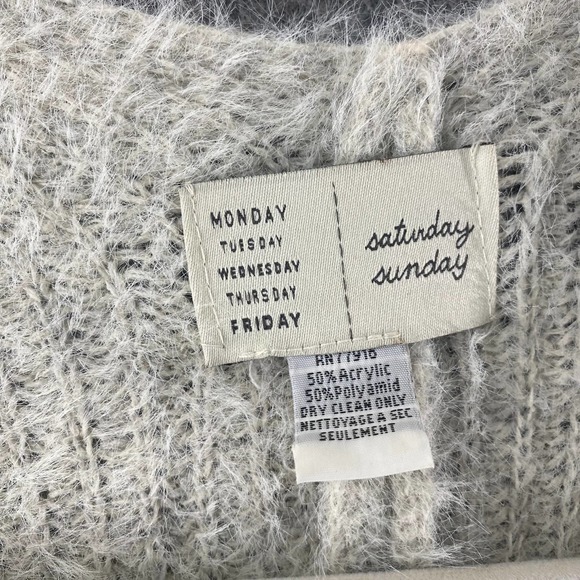 MONDAY
TUESDAY
WEDNESDAY
THURSDAY
FRIDAY
saturday
sunday
RN77916
50%Acrylic
50%Polyamid
DRY CLEAN ONLY
NETTOYAGE A SEC
SEULEMENT